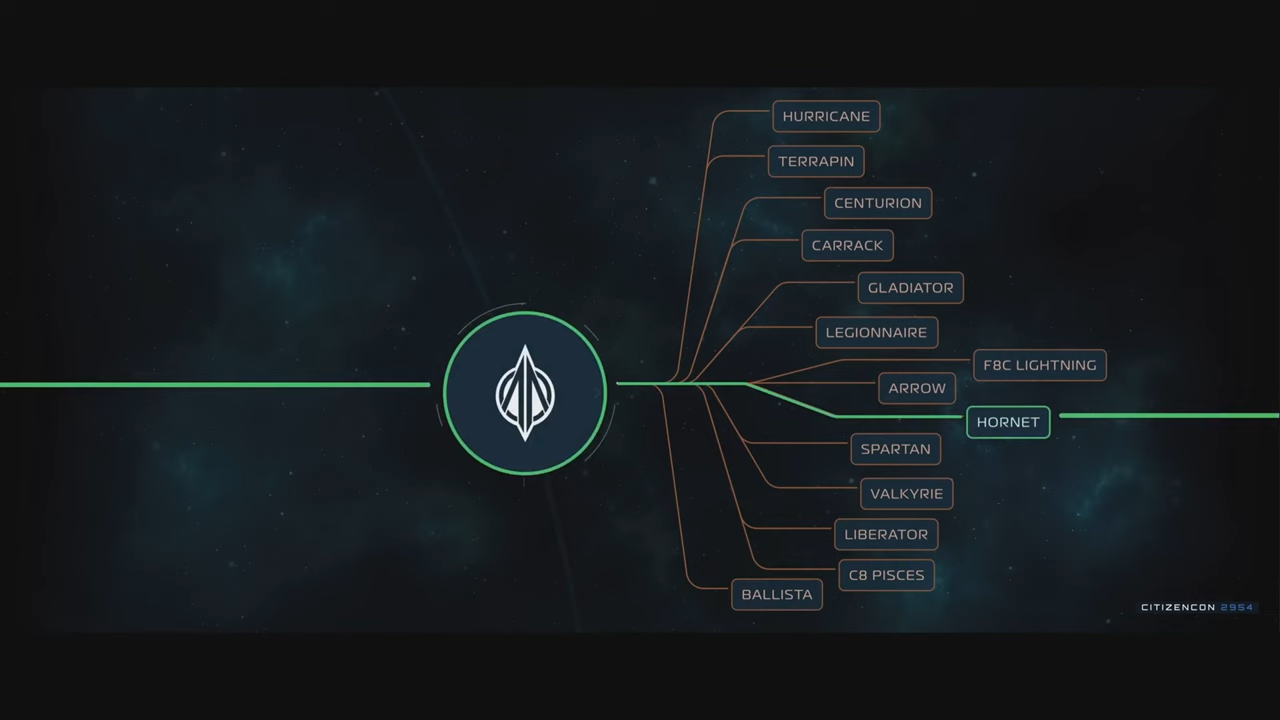 HURRICANE
TERRAPIN
CENTURION
CARRACK
GLADIATOR
LEGIONNAIRE
F8C LIGHTNING
ARROW
HORNET
SPARTAN
VALKYRIE
LIBERATOR
C8 PISCES
BALLISTA
CITIZENCON 2954